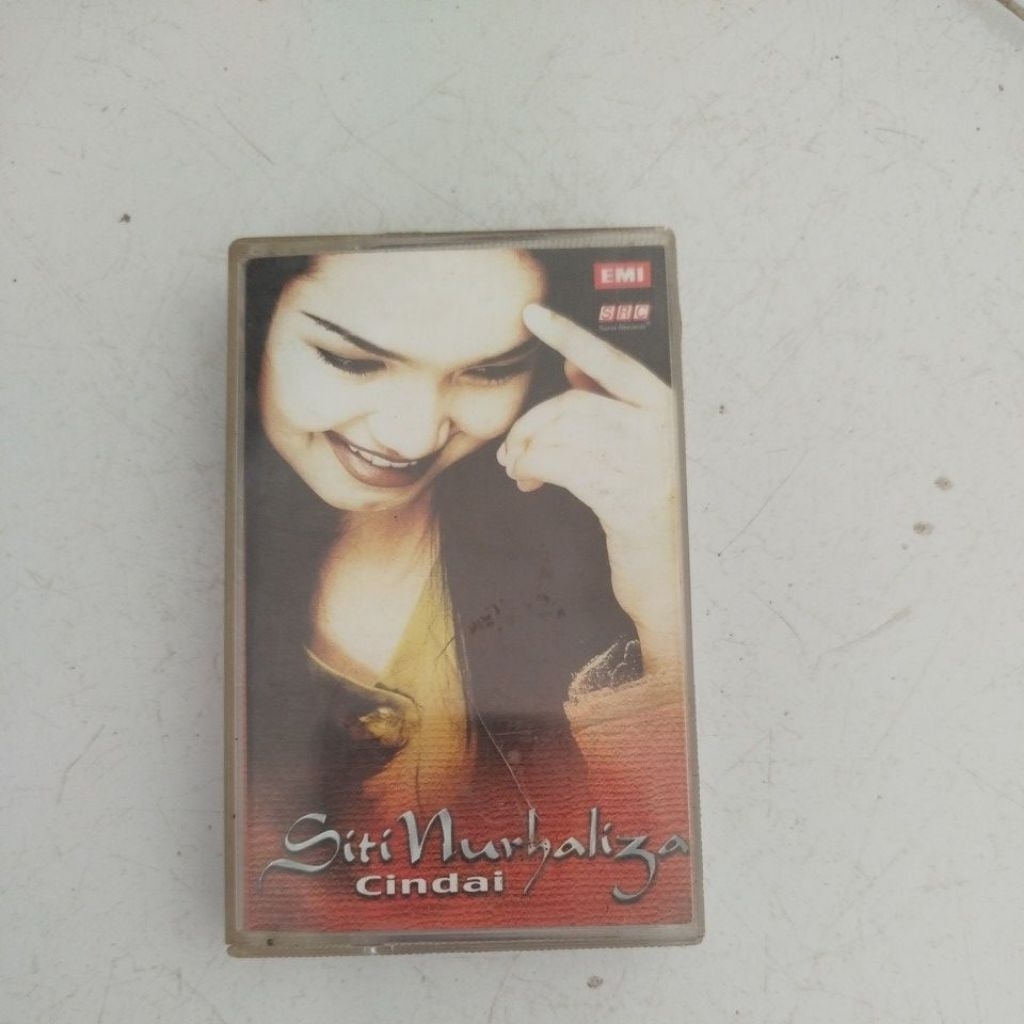 EMI
SRC
Siti Nurhaliza
Cindai